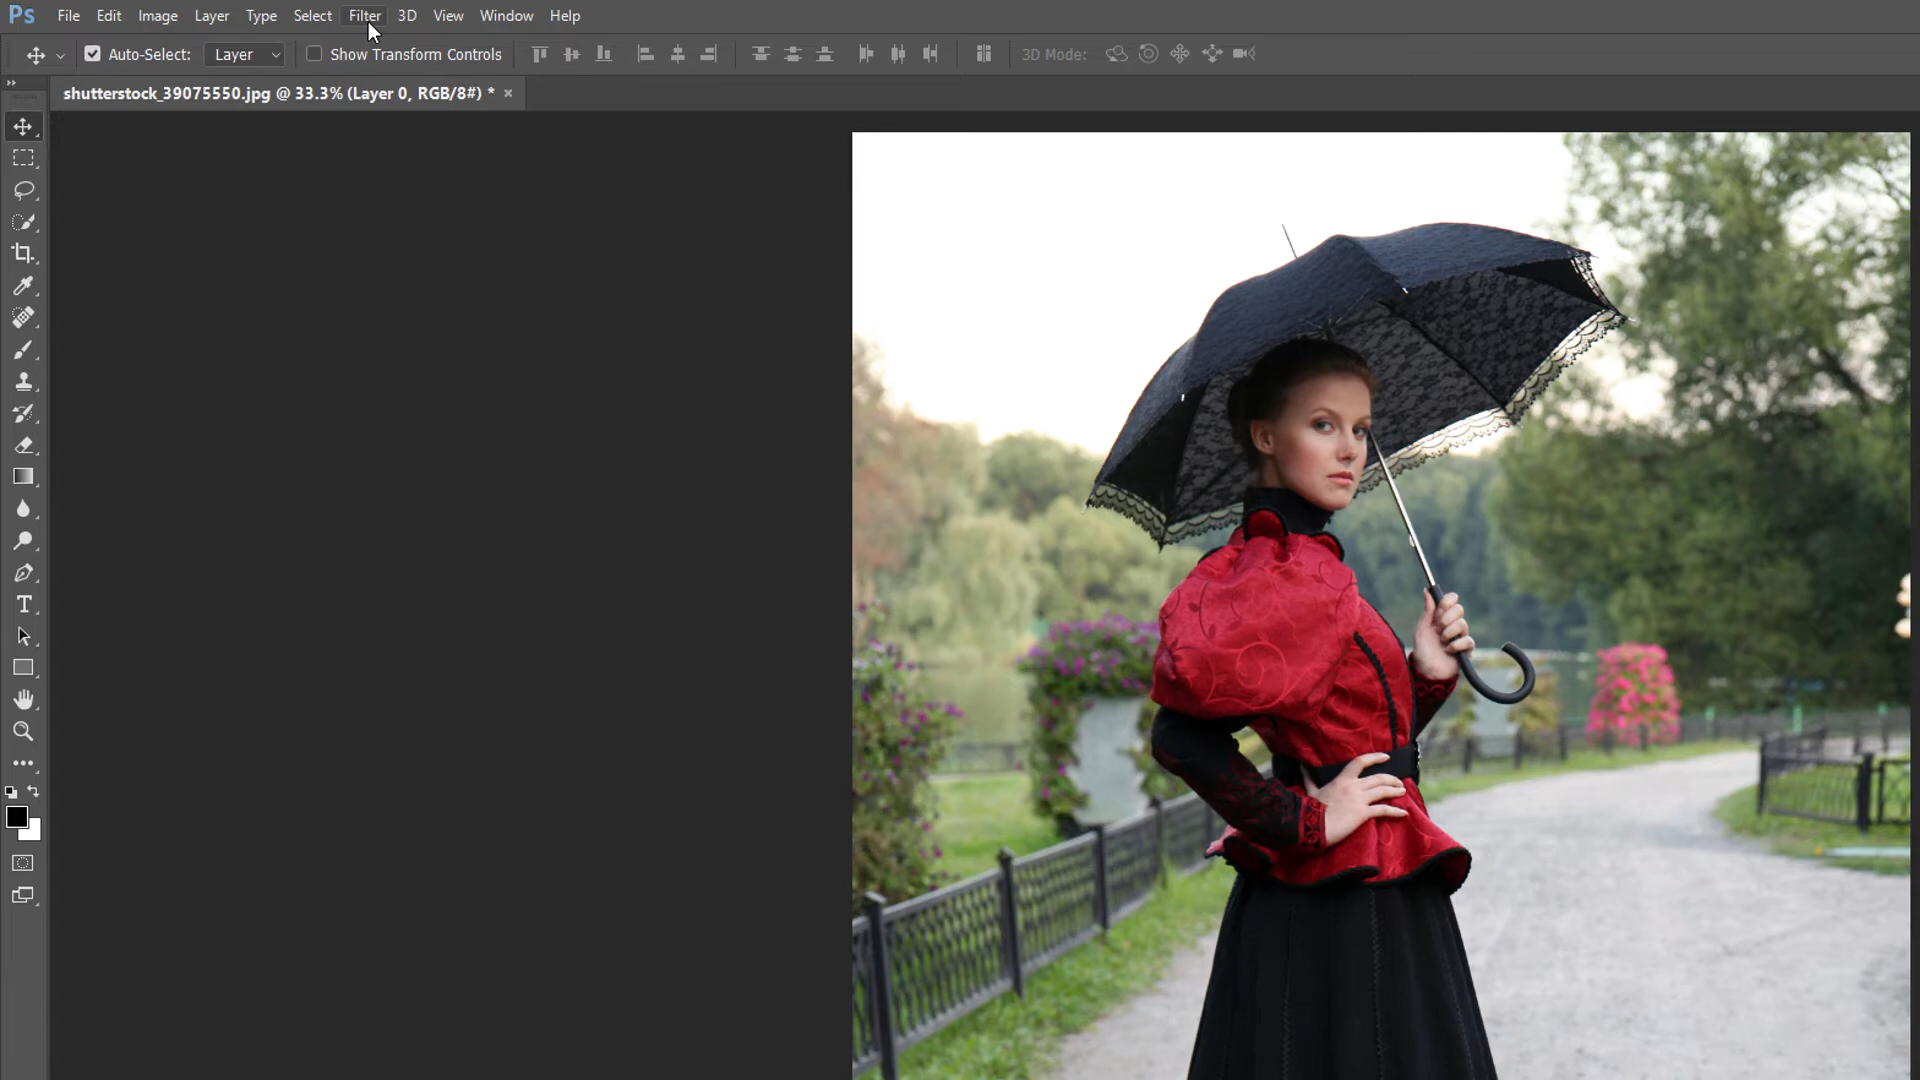 Ps File Edit Image Layer Type Select Filter 3D View Window Help
Auto-Select: Layer Show Transform Controls 3D Mode:
shutterstock_39075550.jpg @ 33.3% (Layer 0, RGB/8#) * ×
T